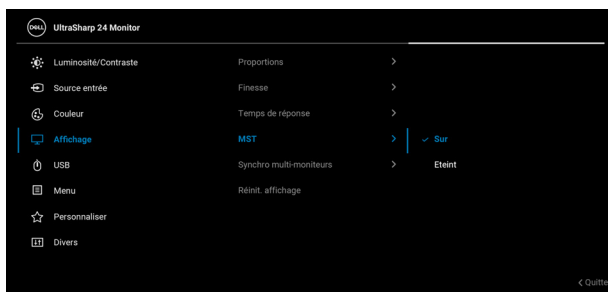 DELL UltraSharp 24 Monitor
Luminosité/Contraste
Proportions
Source entrée
Finesse
Couleur
Temps de réponse
Affichage
MST
Sur
USB
Synchro multi-moniteurs
Eteint
Menu
Réinit. affichage
Personnaliser
Divers
Quitte